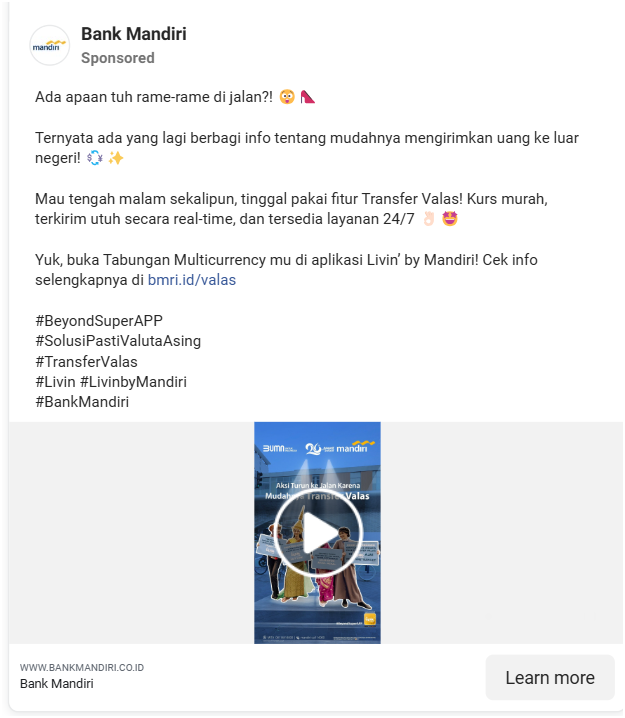 Bank Mandiri
mandiri
Sponsored
Ada apaan tuh rame-rame di jalan?! 😳 👠
Ternyata ada yang lagi berbagi info tentang mudahnya mengirimkan uang ke luar
negeri! 💱 ✨
Mau tengah malam sekalipun, tinggal pakai fitur Transfer Valas! Kurs murah,
terkirim utuh secara real-time, dan tersedia layanan 24/7 👌🏻 🤩
Yuk, buka Tabungan Multicurrency mu di aplikasi Livin’ by Mandiri! Cek info
selengkapnya di bmri.id/valas
#BeyondSuperAPP
#SolusiPastiValutaAsing
#TransferValas
#Livin #LivinbyMandiri
#BankMandiri
BUMN 26 mandiri
Aksi Turun ke Jalan Karena
Transfer Valas
WWW.BANKMANDIRI.CO.ID
Bank Mandiri
Learn more